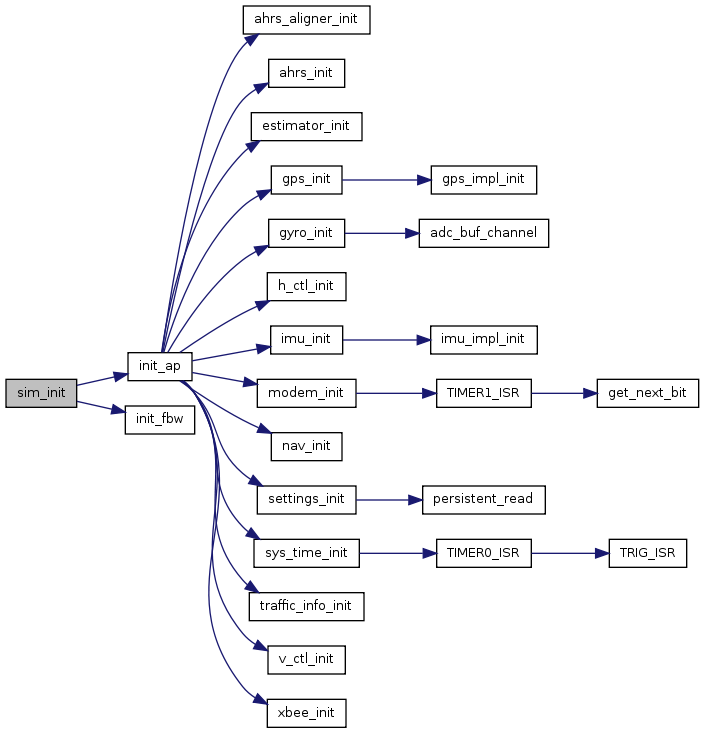 ahrs_aligner_init
ahrs_init
estimator_init
gps_init
gps_impl_init
gyro_init
adc_buf_channel
h_ctl_init
imu_init
imu_impl_init
init_ap
sim_init
modem_init
TIMER1_ISR
get_next_bit
init_fbw
nav_init
settings_init
persistent_read
sys_time_init
TIMER0_ISR
TRIG_ISR
traffic_info_init
v_ctl_init
xbee_init